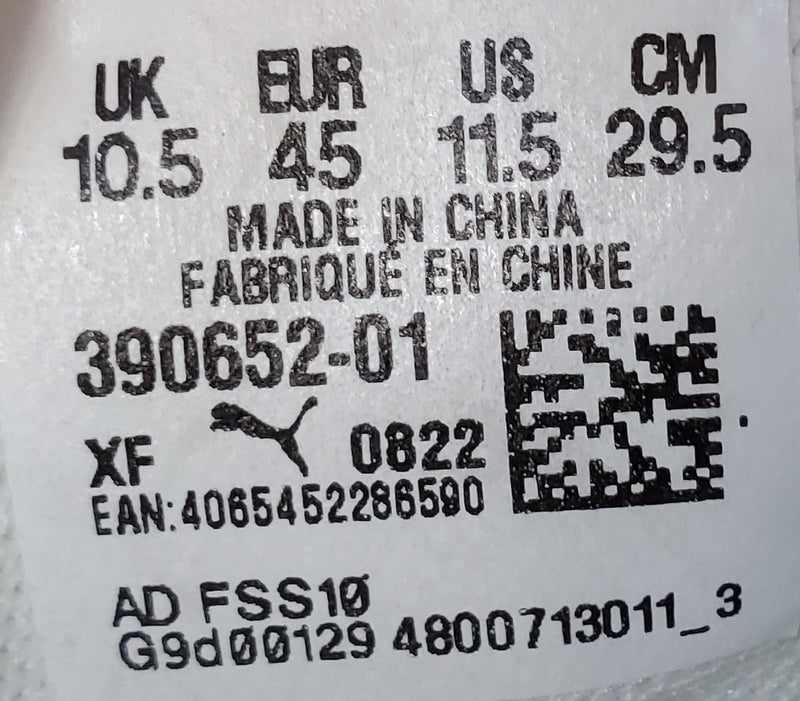 UK EUR US CM
10.5 45 11.5 29.5
MADE IN CHINA
FABRIQUÉ EN CHINE
390652-01
XF 0822
EAN:4065452286590
AD FSS10
G9d00129 4800713011_3